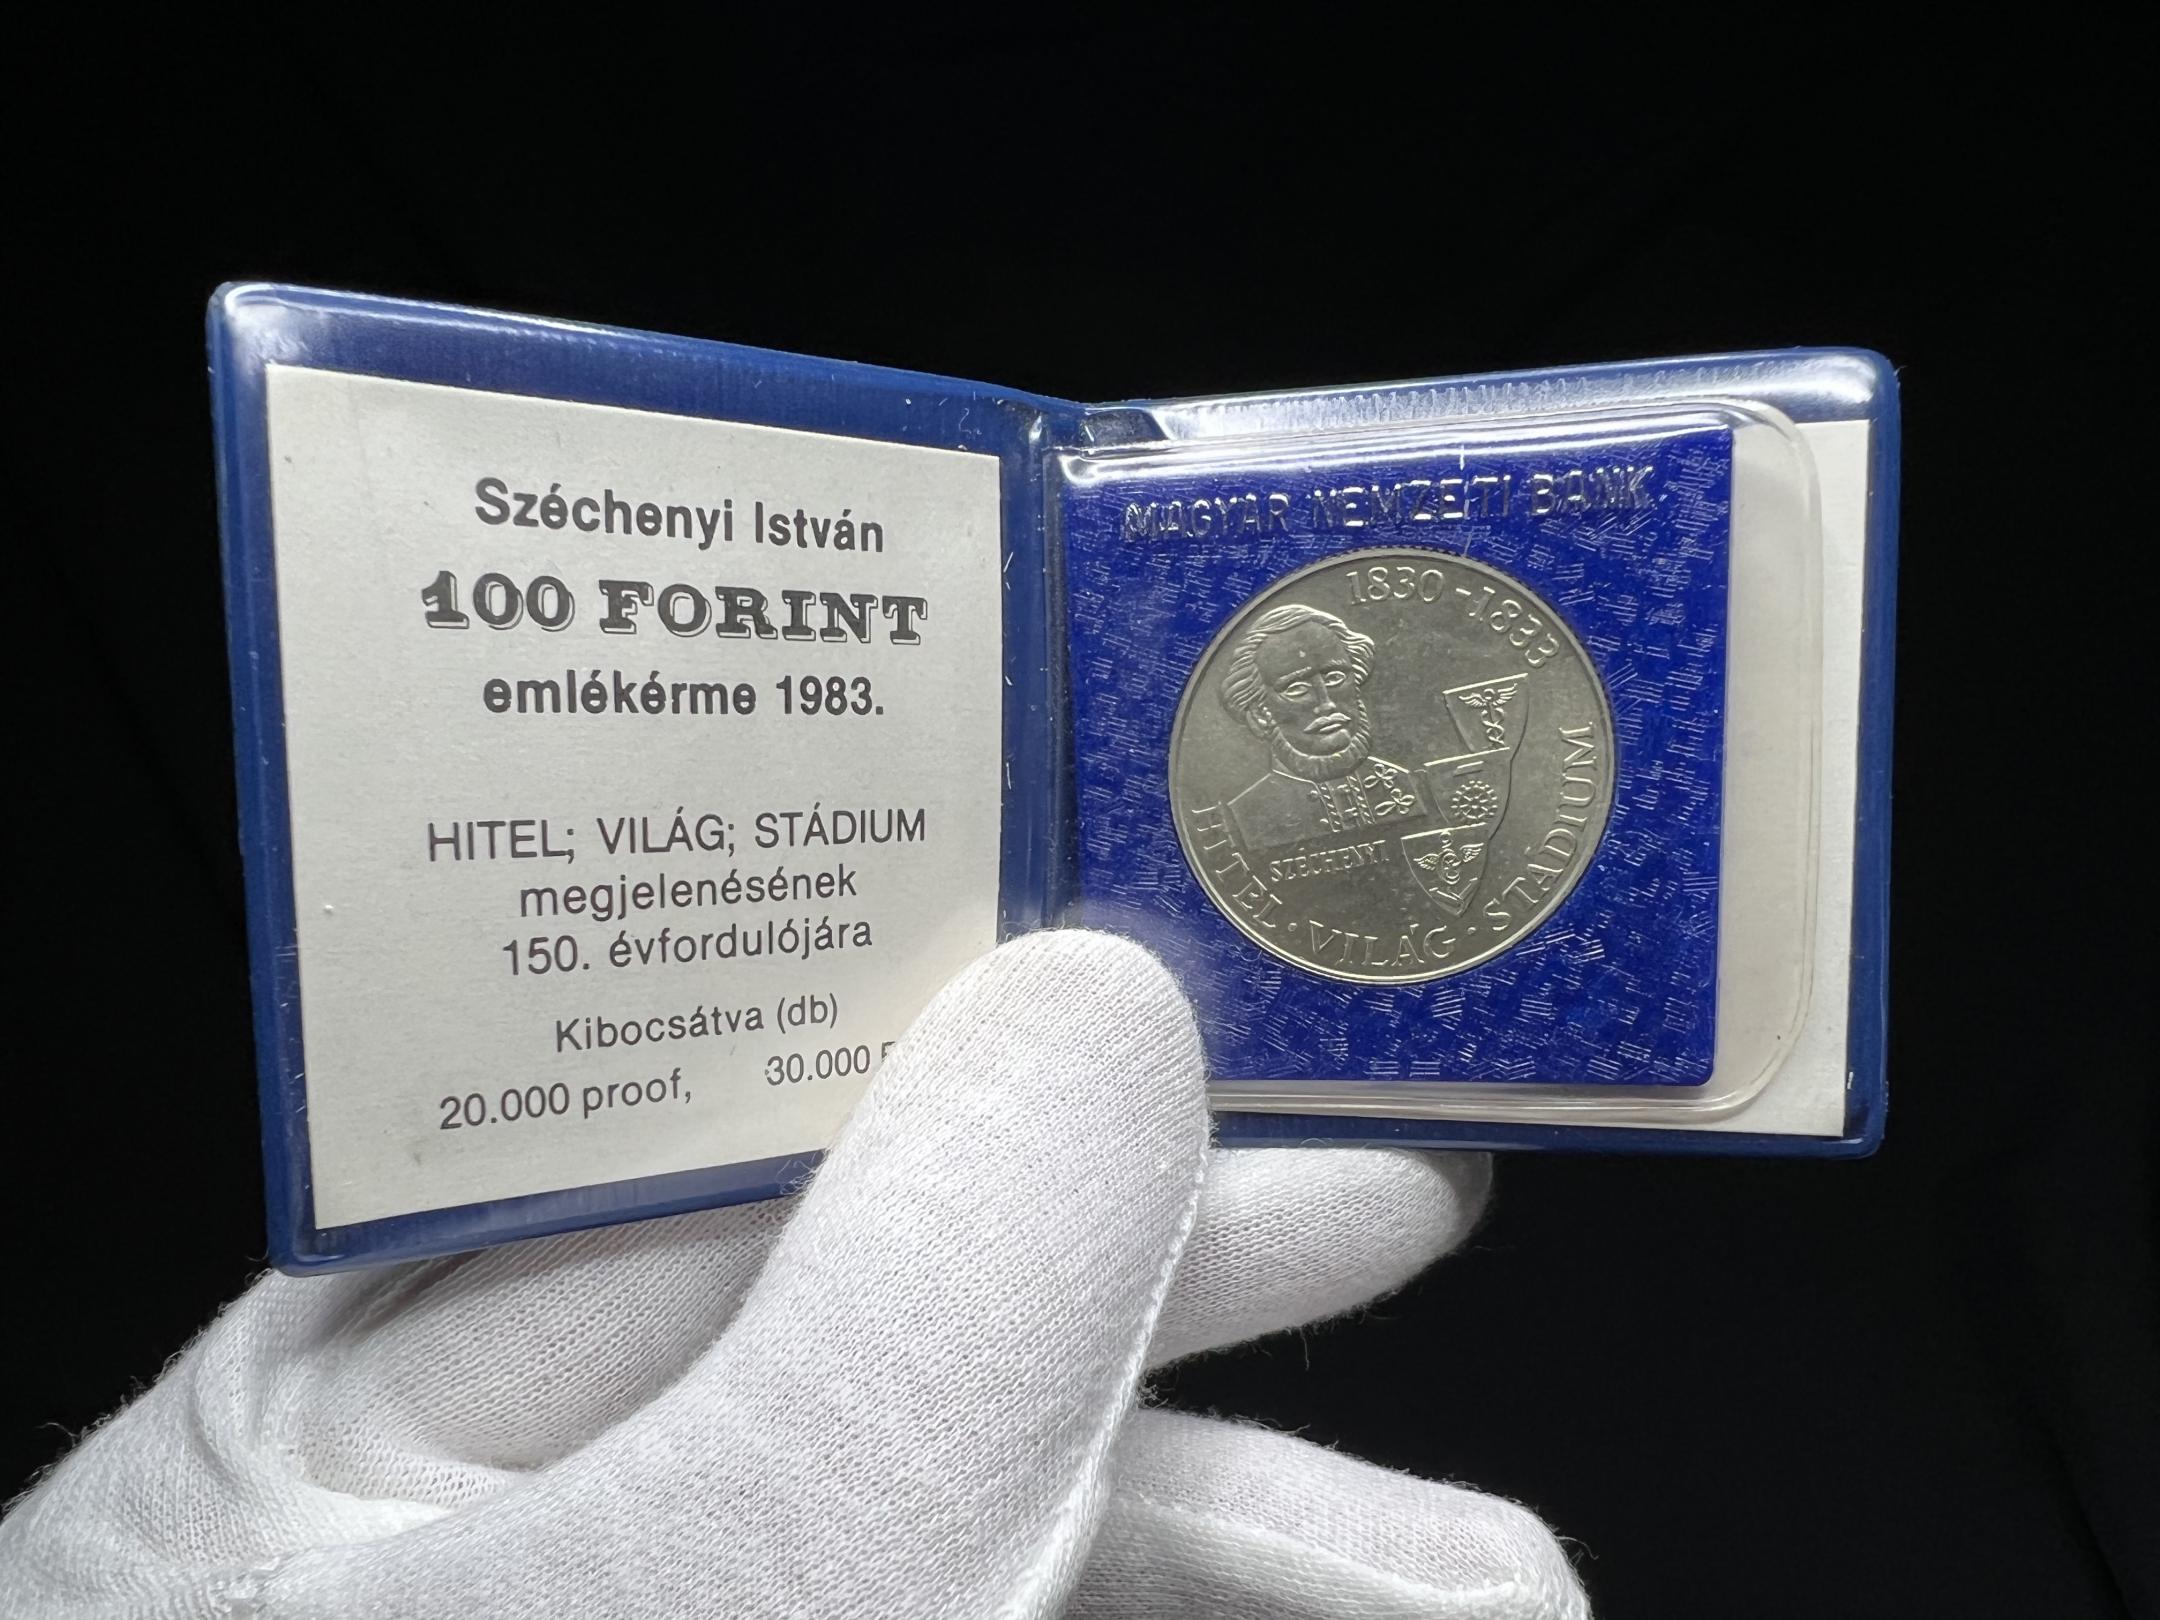 Széchenyi István
100 FORINT
emlékérme 1983.
HITEL; VILÁG; STÁDIUM
megjelenésének
150. évfordulójára
Kibocsátva (db)
20.000 proof, 30.000
MAGYAR NEMZETI BANK
1830-1833
SZÉCHENYI
HITEL · VILÁG · STÁDIUM